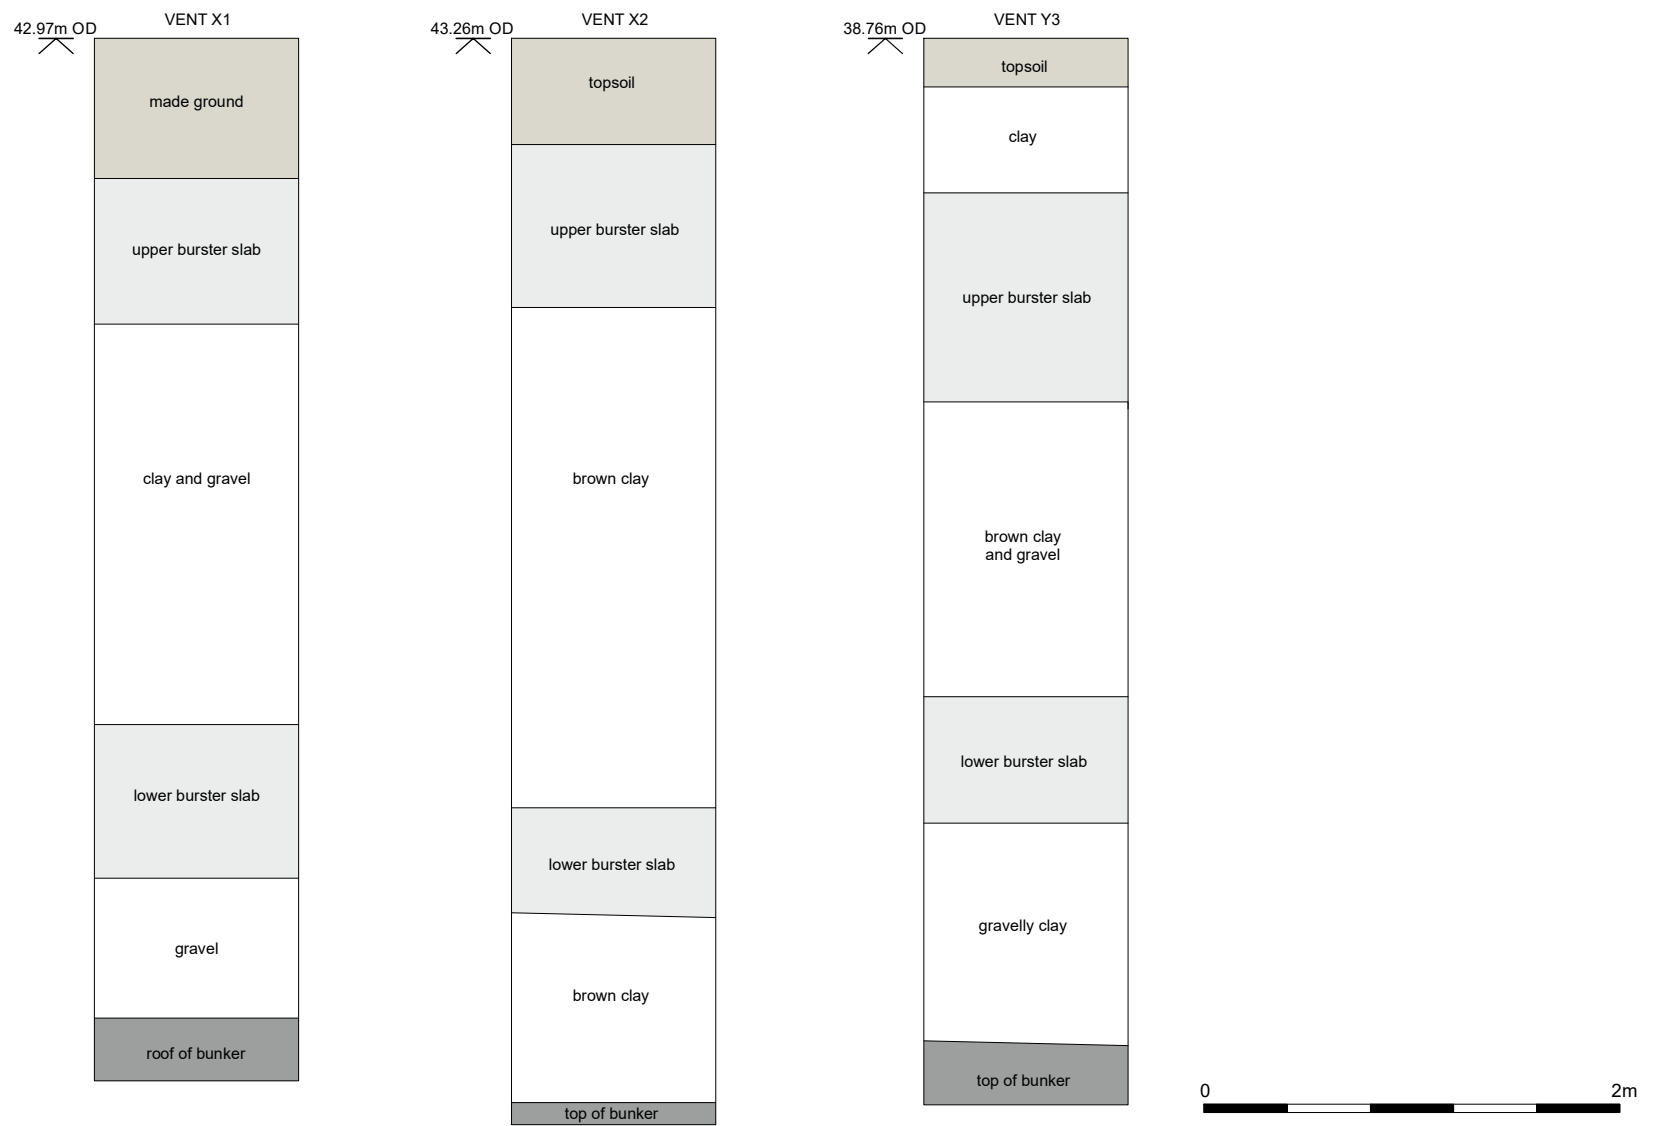 VENT X1
42.97m OD
made ground
upper burster slab
clay and gravel
lower burster slab
gravel
roof of bunker
VENT X2
43.26m OD
topsoil
upper burster slab
brown clay
lower burster slab
brown clay
top of bunker
VENT Y3
38.76m OD
topsoil
clay
upper burster slab
brown clay
and gravel
lower burster slab
gravelly clay
top of bunker
0 2m